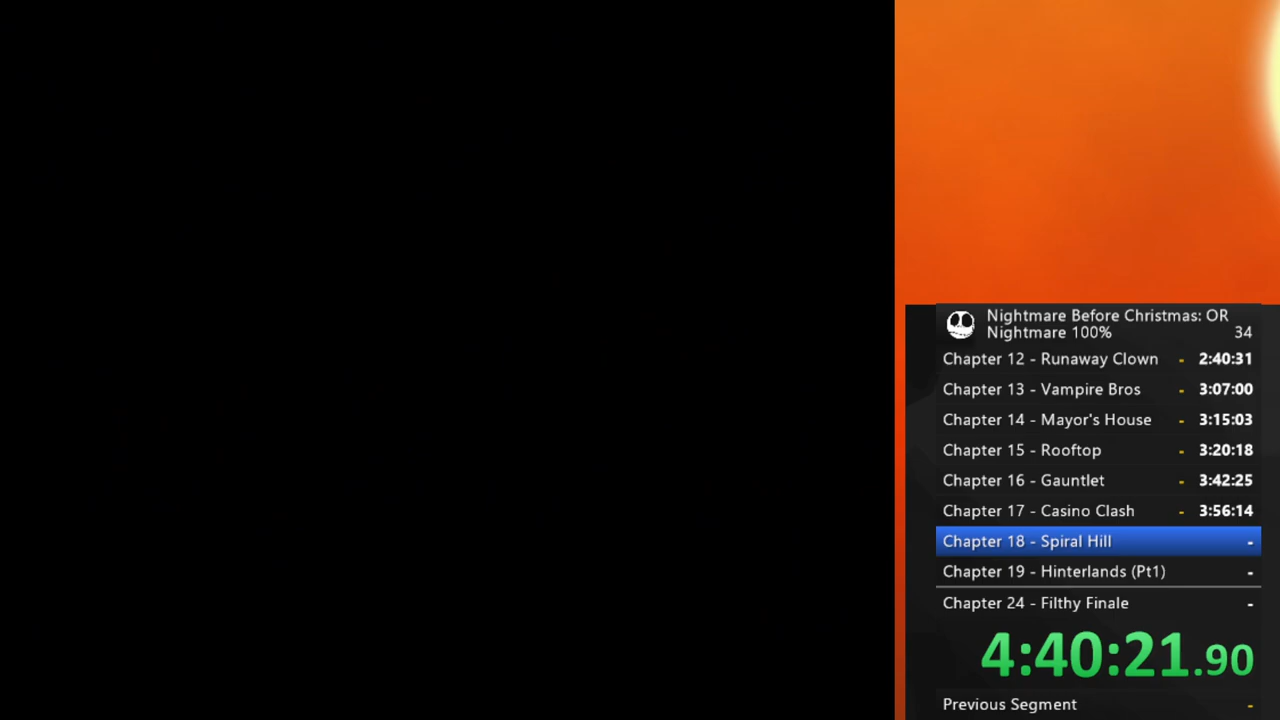 Nightmare Before Christmas: OR
Nightmare 100% 34
Chapter 12 - Runaway Clown - 2:40:31
Chapter 13 - Vampire Bros - 3:07:00
Chapter 14 - Mayor's House - 3:15:03
Chapter 15 - Rooftop - 3:20:18
Chapter 16 - Gauntlet - 3:42:25
Chapter 17 - Casino Clash - 3:56:14
Chapter 18 - Spiral Hill -
Chapter 19 - Hinterlands (Pt1) -
Chapter 24 - Filthy Finale -
4:40:21.90
Previous Segment -